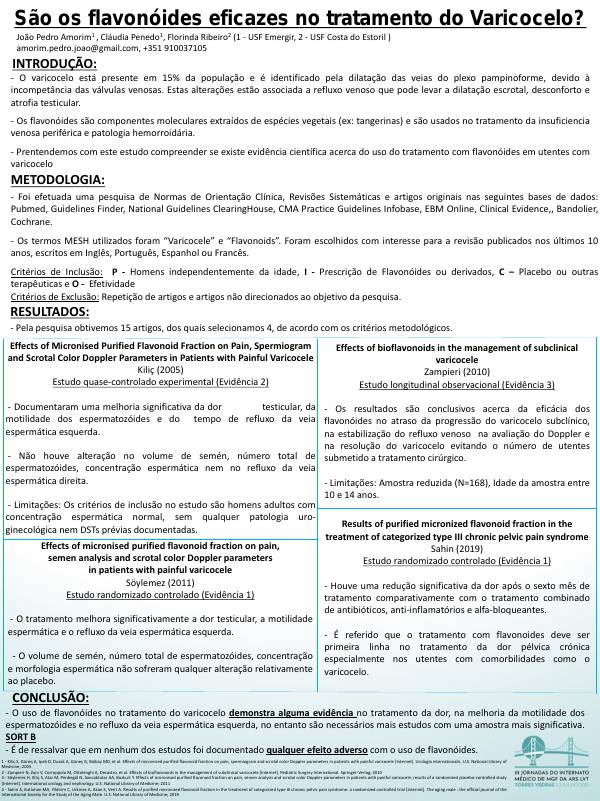 São os flavonóides eficazes no tratamento do Varicocelo?
João Pedro Amorim1 , Cláudia Penedo1, Florinda Ribeiro2 (1 - USF Emergir, 2 - USF Costa do Estoril )
amorim.pedro.joao@gmail.com, +351 910037105
INTRODUÇÃO:
- O varicocelo está presente em 15% da população e é identificado pela dilatação das veias do plexo pampinoforme, devido à
incompetência das válvulas venosas. Estas alterações estão associada a refluxo venoso que pode levar a dilatação escrotal, desconforto e
atrofia testicular.
- Os flavonóides são componentes moleculares extraídos de espécies vegetais (ex: tangerinas) e são usados no tratamento da insuficiencia
venosa periférica e patologia hemorroidária.
- Prentendemos com este estudo compreender se existe evidência científica acerca do uso do tratamento com flavonóides em utentes com
varicocelo
METODOLOGIA:
- Foi efetuada uma pesquisa de Normas de Orientação Clínica, Revisões Sistemáticas e artigos originais nas seguintes bases de dados:
Pubmed, Guidelines Finder, National Guidelines ClearingHouse, CMA Practice Guidelines Infobase, EBM Online, Clinical Evidence,, Bandolier,
Cochrane.
- Os termos MESH utilizados foram “Varicocele” e “Flavonoids”. Foram escolhidos com interesse para a revisão publicados nos últimos 10
anos, escritos em Inglês, Português, Espanhol ou Francês.
Critérios de Inclusão: P - Homens independentemente da idade, I - Prescrição de Flavonóides ou derivados, C – Placebo ou outras
terapêuticas e O - Efetividade
Critérios de Exclusão: Repetição de artigos e artigos não direcionados ao objetivo da pesquisa.
RESULTADOS:
- Pela pesquisa obtivemos 15 artigos, dos quais selecionamos 4, de acordo com os critérios metodológicos.
Effects of Micronised Purified Flavonoid Fraction on Pain, Spermiogram
and Scrotal Color Doppler Parameters in Patients with Painful Varicocele
Kiliç (2005)
Estudo quase-controlado experimental (Evidência 2)
- Documentaram uma melhoria significativa da dor testicular, da
motilidade dos espermatozóides e do tempo de refluxo da veia
espermática esquerda.
- Não houve alteração no volume de semén, número total de
espermatozóides, concentração espermática nem no refluxo da veia
espermática direita.
- Limitações: Os critérios de inclusão no estudo são homens adultos com
concentração espermática normal, sem qualquer patologia uro-
ginecológica nem DSTs prévias documentadas.
Effects of micronised purified flavonoid fraction on pain,
semen analysis and scrotal color Doppler parameters
in patients with painful varicocele
Söylemez (2011)
Estudo randomizado controlado (Evidência 1)
- O tratamento melhora significativamente a dor testicular, a motilidade
espermática e o refluxo da veia espermática esquerda.
- O volume de semén, número total de espermatozóides, concentração
e morfologia espermática não sofreram qualquer alteração relativamente
ao placebo.
Effects of bioflavonoids in the management of subclinical
varicocele
Zampieri (2010)
Estudo longitudinal observacional (Evidência 3)
- Os resultados são conclusivos acerca da eficácia dos
flavonóides no atraso da progressão do varicocelo subclínico,
na estabilização do refluxo venoso na avaliação do Doppler e
na resolução do varicocelo evitando o número de utentes
submetido a tratamento cirúrgico.
- Limitações: Amostra reduzida (N=168), Idade da amostra entre
10 e 14 anos.
Results of purified micronized flavonoid fraction in the
treatment of categorized type III chronic pelvic pain syndrome
Sahin (2019)
Estudo randomizado controlado (Evidência 1)
- Houve uma redução significativa da dor após o sexto mês de
tratamento comparativamente com o tratamento combinado
de antibióticos, anti-inflamatórios e alfa-bloqueantes.
- É referido que o tratamento com flavonoides deve ser
primeira linha no tratamento da dor pélvica crónica
especialmente nos utentes com comorbilidades como o
varicocelo.
CONCLUSÃO:
- O uso de flavonóides no tratamento do varicocelo demonstra alguma evidência no tratamento da dor, na melhoria da motilidade dos
espermatozóides e no refluxo da veia espermática esquerda, no entanto são necessários mais estudos com uma amostra mais significativa.
SORT B
- É de ressalvar que em nenhum dos estudos foi documentado qualquer efeito adverso com o uso de flavonóides.
III JORNADAS DO INTERNATO
MÉDICO DE MGF DA ARS LVT